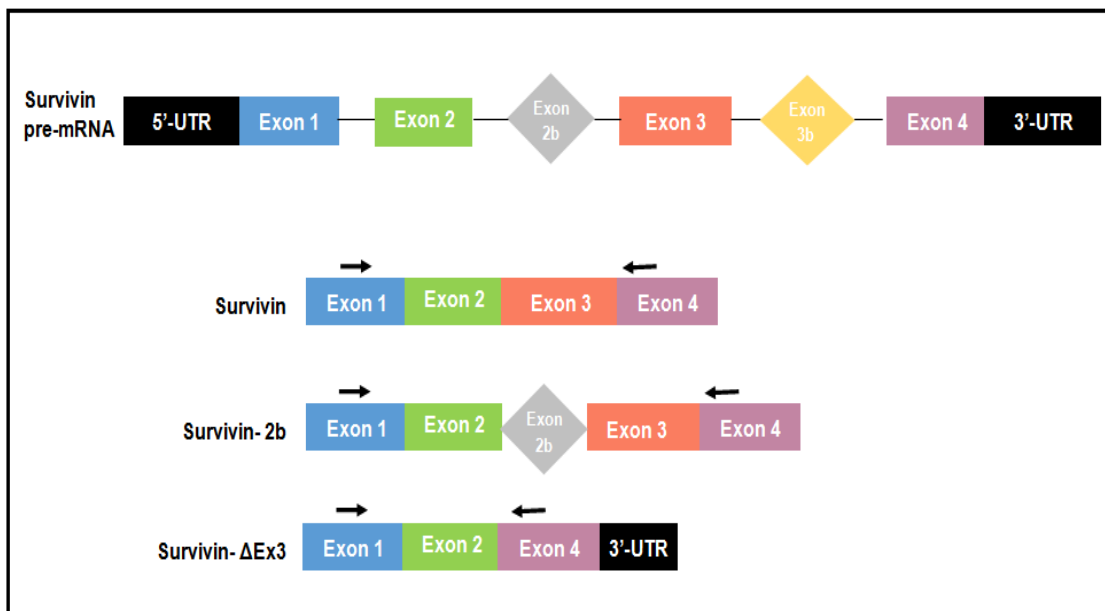 Survivin
pre-mRNA
5'-UTR Exon 1 Exon 2 Exon
2b Exon 3 Exon
3b Exon 4 3'-UTR
Survivin Exon 1 Exon 2 Exon 3 Exon 4
Survivin- 2b Exon 1 Exon 2 Exon
2b Exon 3 Exon 4
Survivin- ΔEx3 Exon 1 Exon 2 Exon 4 3'-UTR